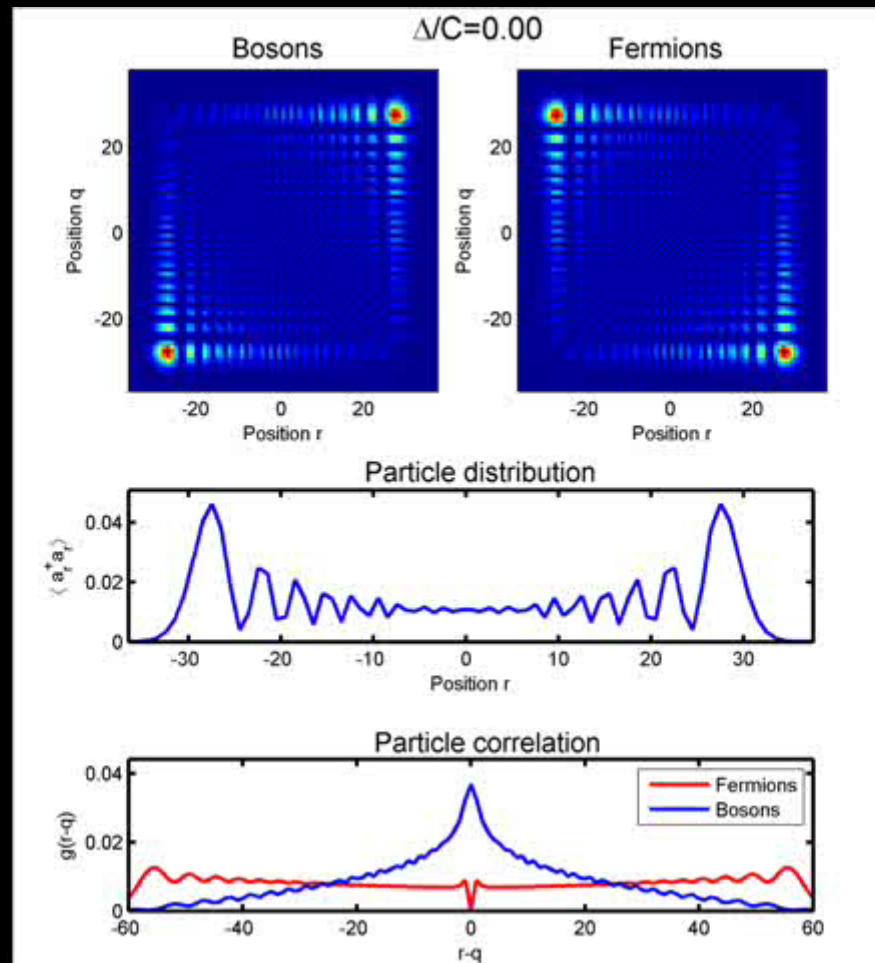 Δ/C=0.00
Bosons
Fermions
Position q
20
0
-20
-20 0 20
Position r
Position q
20
0
-20
-20 0 20
Position r
Particle distribution
⟨ a_r^+ a_r ⟩
0.04
0.02
0
-30 -20 -10 0 10 20 30
Position r
Particle correlation
g(r-q)
0.04
0.02
0
Fermions
Bosons
-60 -40 -20 0 20 40 60
r-q